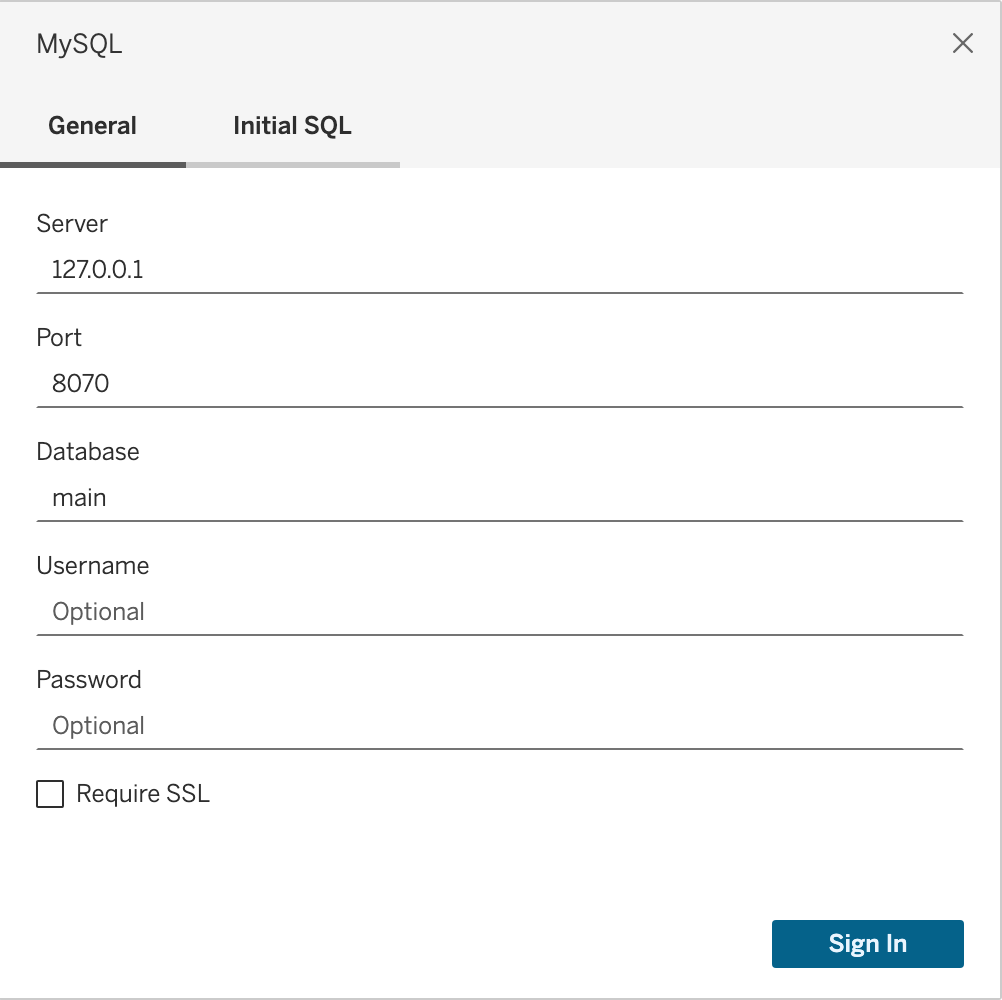 MySQL
General
Initial SQL
Server
127.0.0.1
Port
8070
Database
main
Username
Optional
Password
Optional
Require SSL
Sign In